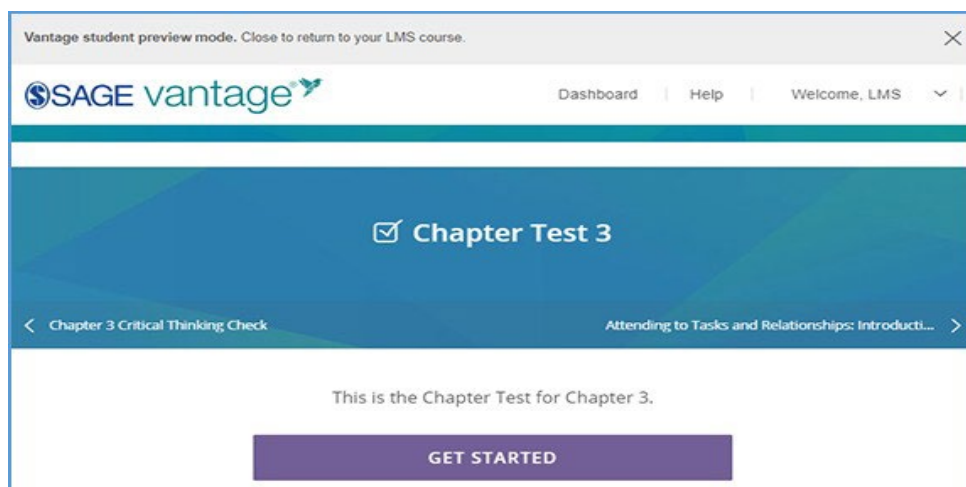 Vantage student preview mode. Close to return to your LMS course.
SAGE vantage
Dashboard | Help | Welcome, LMS
Chapter Test 3
Chapter 3 Critical Thinking Check
Attending to Tasks and Relationships: Introducti...
This is the Chapter Test for Chapter 3.
GET STARTED